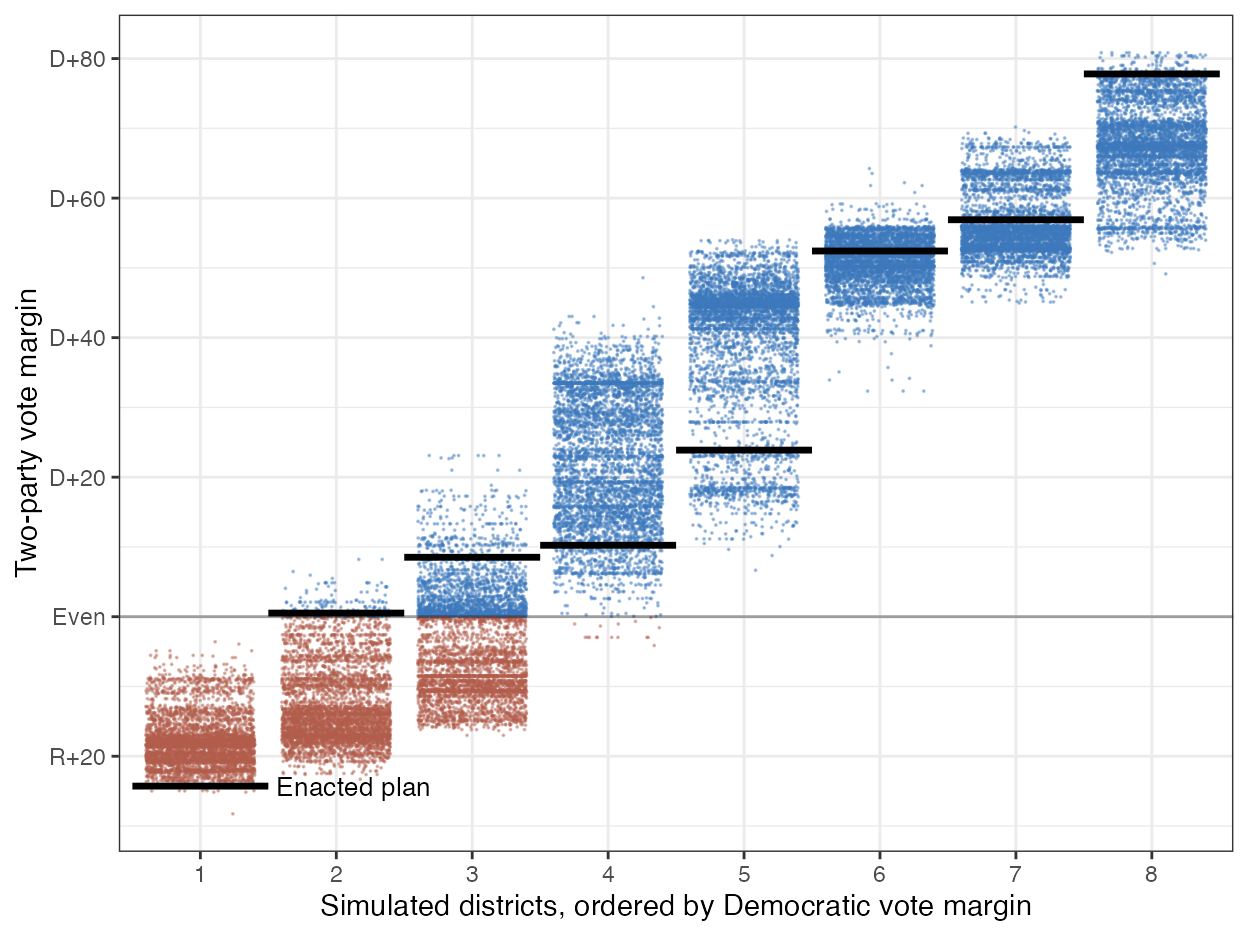 D+80
D+60
D+40
D+20
Even
R+20
Two-party vote margin
Enacted plan
1 2 3 4 5 6 7 8
Simulated districts, ordered by Democratic vote margin